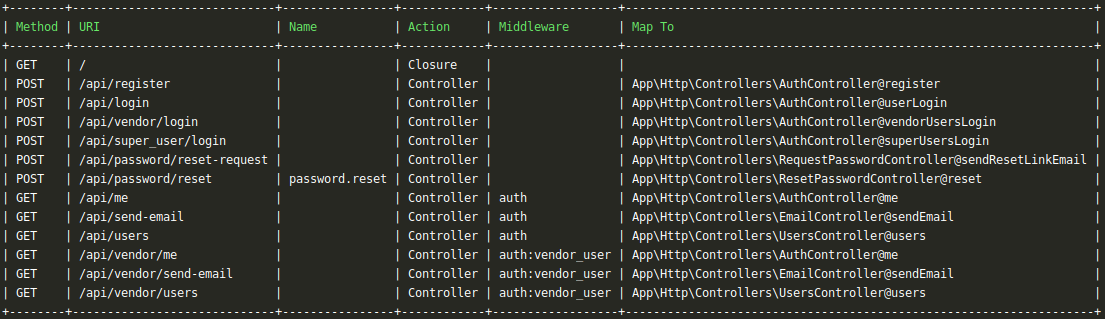 +--------+-----------------------------+----------------+------------+------------------+-------------------------------------------------------------------+
| Method | URI                         | Name           | Action     | Middleware       | Map To                                                            |
+--------+-----------------------------+----------------+------------+------------------+-------------------------------------------------------------------+
| GET    | /                           |                | Closure    |                  |                                                                   |
| POST   | /api/register               |                | Controller |                  | App\Http\Controllers\AuthController@register                      |
| POST   | /api/login                  |                | Controller |                  | App\Http\Controllers\AuthController@userLogin                     |
| POST   | /api/vendor/login           |                | Controller |                  | App\Http\Controllers\AuthController@vendorUsersLogin              |
| POST   | /api/super_user/login       |                | Controller |                  | App\Http\Controllers\AuthController@superUsersLogin               |
| POST   | /api/password/reset-request |                | Controller |                  | App\Http\Controllers\RequestPasswordController@sendResetLinkEmail |
| POST   | /api/password/reset         | password.reset | Controller |                  | App\Http\Controllers\ResetPasswordController@reset                |
| GET    | /api/me                     |                | Controller | auth             | App\Http\Controllers\AuthController@me                            |
| GET    | /api/send-email             |                | Controller | auth             | App\Http\Controllers\EmailController@sendEmail                    |
| GET    | /api/users                  |                | Controller | auth             | App\Http\Controllers\UsersController@users                        |
| GET    | /api/vendor/me              |                | Controller | auth:vendor_user | App\Http\Controllers\AuthController@me                            |
| GET    | /api/vendor/send-email      |                | Controller | auth:vendor_user | App\Http\Controllers\EmailController@sendEmail                    |
| GET    | /api/vendor/users           |                | Controller | auth:vendor_user | App\Http\Controllers\UsersController@users                        |
+--------+-----------------------------+----------------+------------+------------------+-------------------------------------------------------------------+